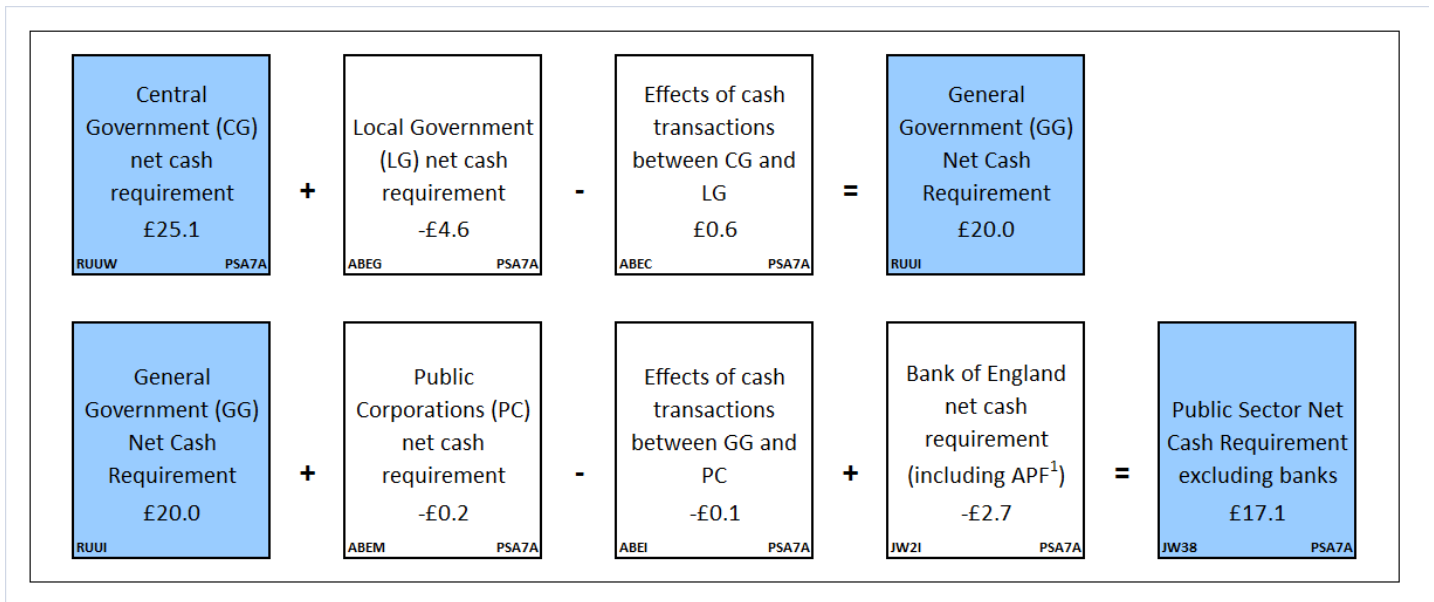 Central
Government (CG)
net cash
requirement
£25.1
RUUW PSA7A
+
Local Government
(LG) net cash
requirement
-£4.6
ABEG PSA7A
-
Effects of cash
transactions
between CG and
LG
£0.6
ABEC PSA7A
=
General
Government (GG)
Net Cash
Requirement
£20.0
RUUI
General
Government (GG)
Net Cash
Requirement
£20.0
RUUI
+
Public
Corporations (PC)
net cash
requirement
-£0.2
ABEM PSA7A
-
Effects of cash
transactions
between GG and
PC
-£0.1
ABEI PSA7A
+
Bank of England
net cash
requirement
(including APF¹)
-£2.7
JW2I PSA7A
=
Public Sector Net
Cash Requirement
excluding banks
£17.1
JW38 PSA7A